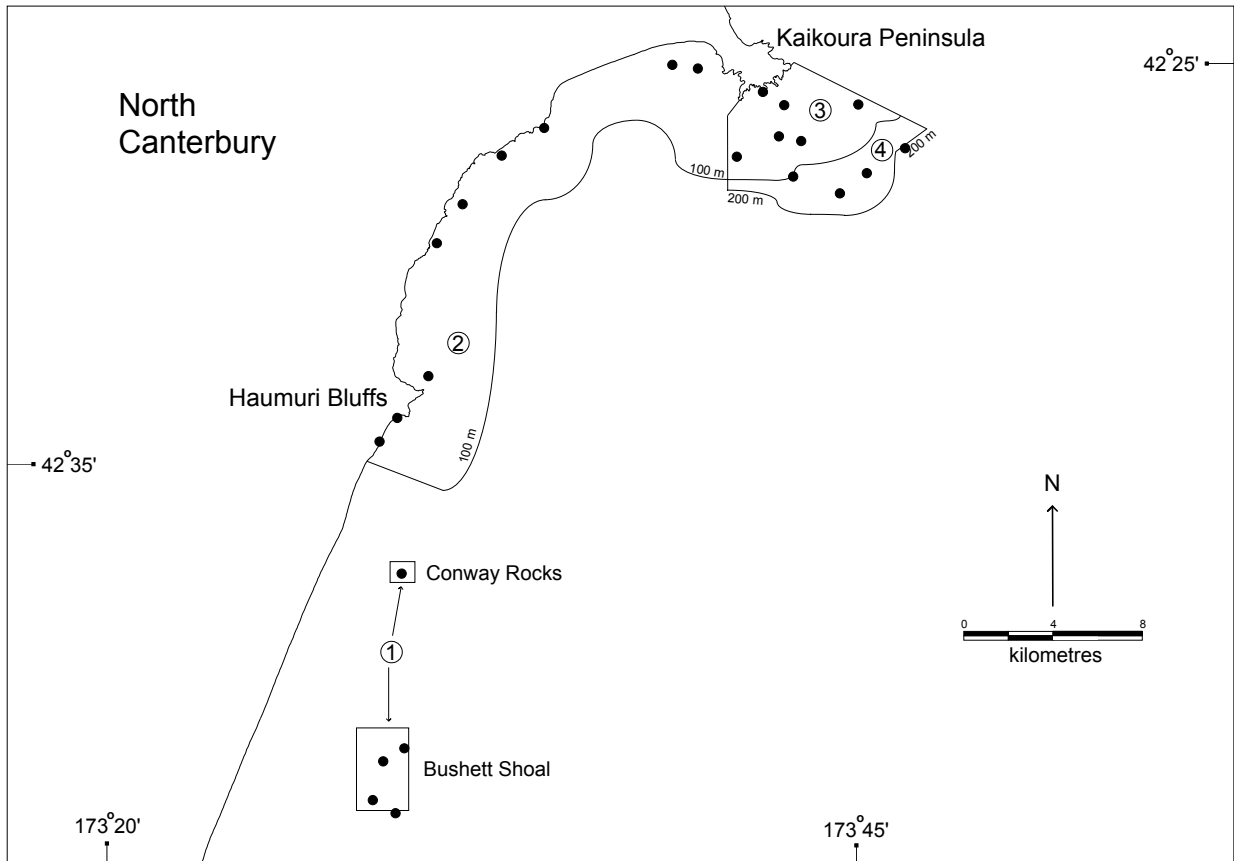 Kaikoura Peninsula
42°25'
North
Canterbury
3
4
200 m
100 m
200 m
2
Haumuri Bluffs
100 m
42°35'
N
Conway Rocks
0 4 8
kilometres
1
Bushett Shoal
173°20'
173°45'